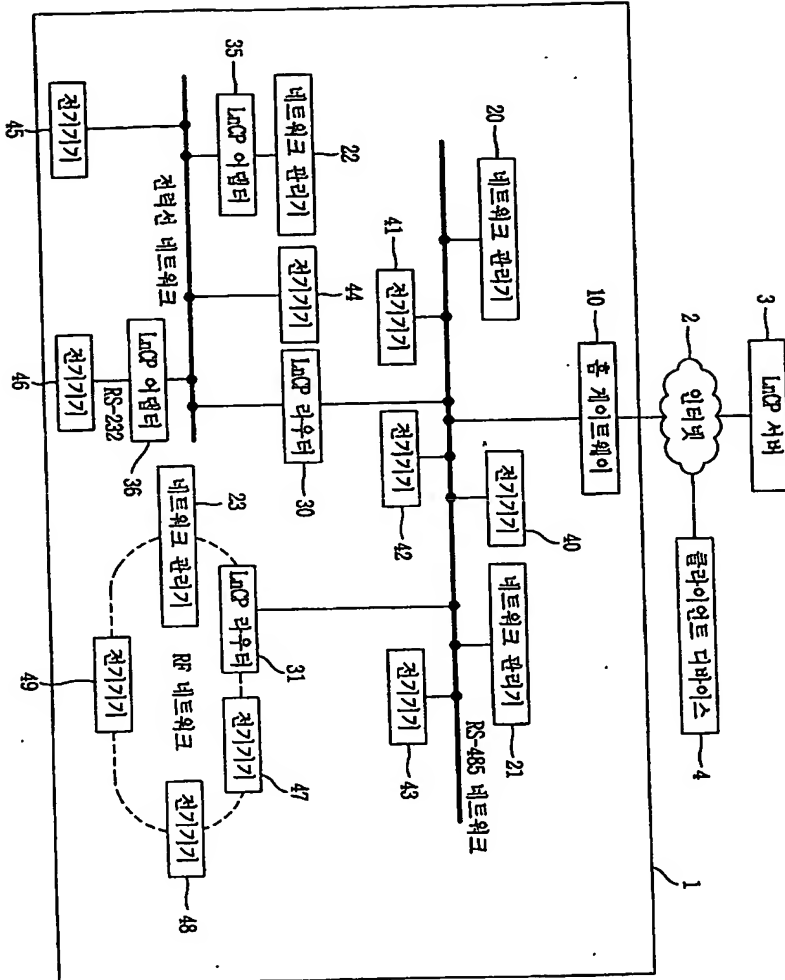 3
LnCP 서버
2
인터넷
클라이언트 디바이스
4
1
10
홈 게이트웨이
20
네트워크 관리기
전기기기
40
네트워크 관리기
21
RS-485 네트워크
41
전기기기
전기기기
42
전기기기
43
22
네트워크 관리기
44
전기기기
LnCP 라우터
30
LnCP 라우터
31
35
LnCP 어댑터
23
네트워크 관리기
전기기기
47
RF 네트워크
전력선 네트워크
LnCP 어댑터
36
RS-232
전기기기
48
전기기기
49
전기기기
45
전기기기
46